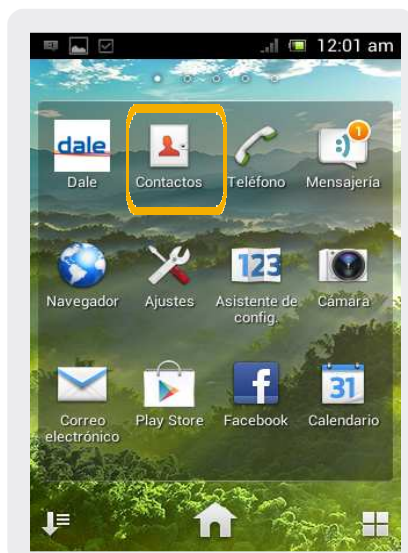 12:01 am
dale
1
:)
Dale
Contactos
Teléfono
Mensajería
123
Navegador
Ajustes
Asistente de
config.
Cámara
f
31
Correo
electrónico
Play Store
Facebook
Calendario